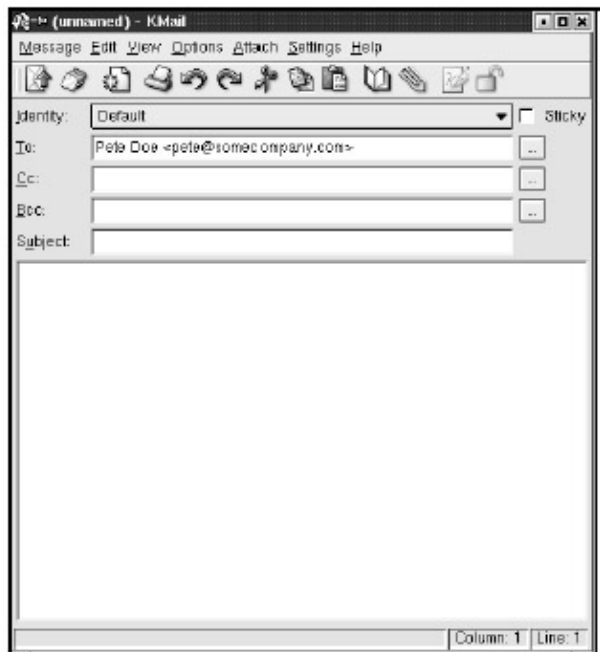 (unnamed) - KMail
Message Edit View Options Attach Settings Help
Identity: Default Sticky
To: Pete Doe <pete@somecompany.com>
...
Cc:
...
Bcc:
...
Subject:
Column: 1 Line: 1